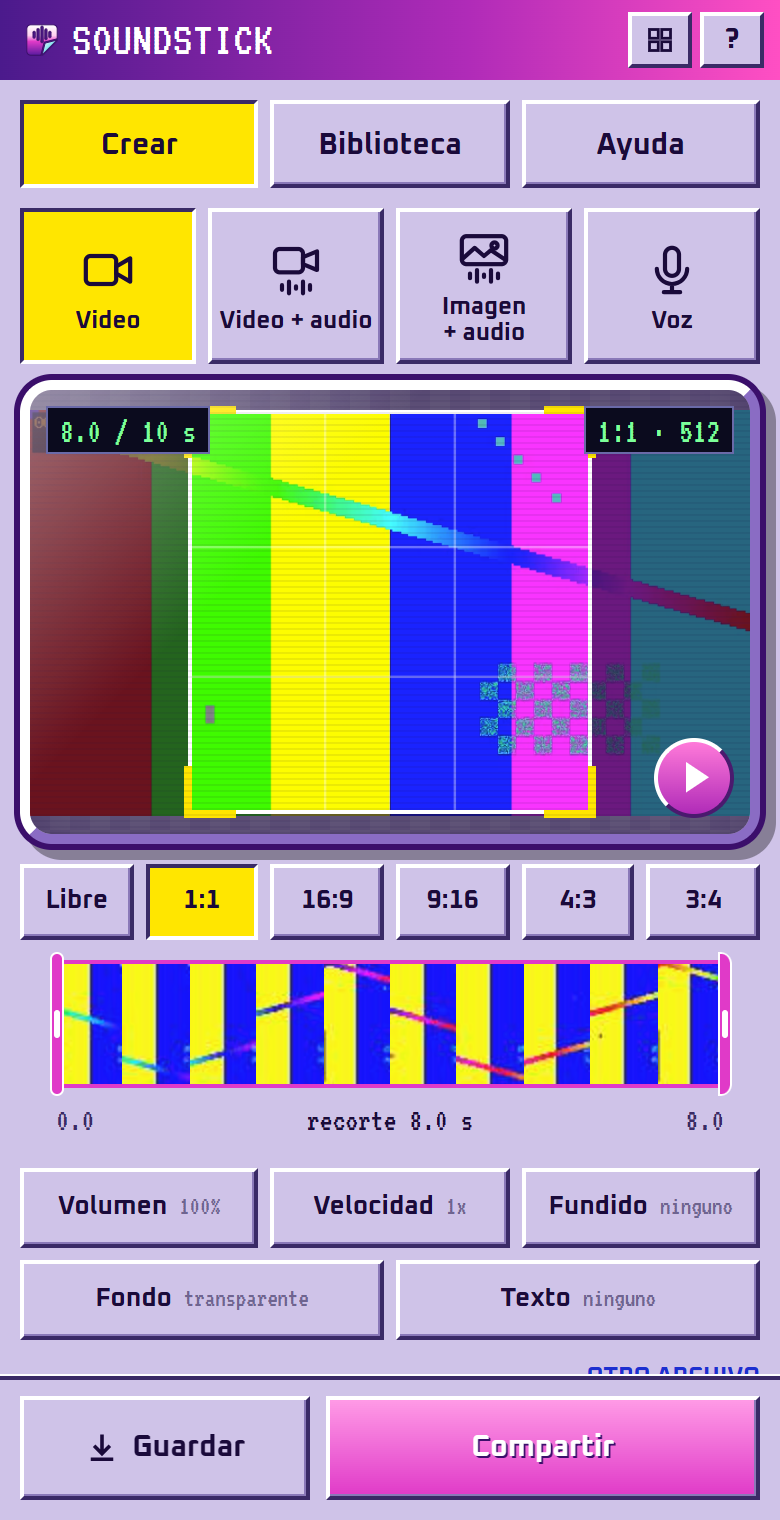 SOUNDSTICK
?
Crear
Biblioteca
Ayuda
Video
Video + audio
Imagen
+ audio
Voz
8.0 / 10 s
1:1 · 512
Libre
1:1
16:9
9:16
4:3
3:4
0.0
recorte 8.0 s
8.0
Volumen 100%
Velocidad 1x
Fundido ninguno
Fondo transparente
Texto ninguno
OTRO ARCHIVO
Guardar
Compartir